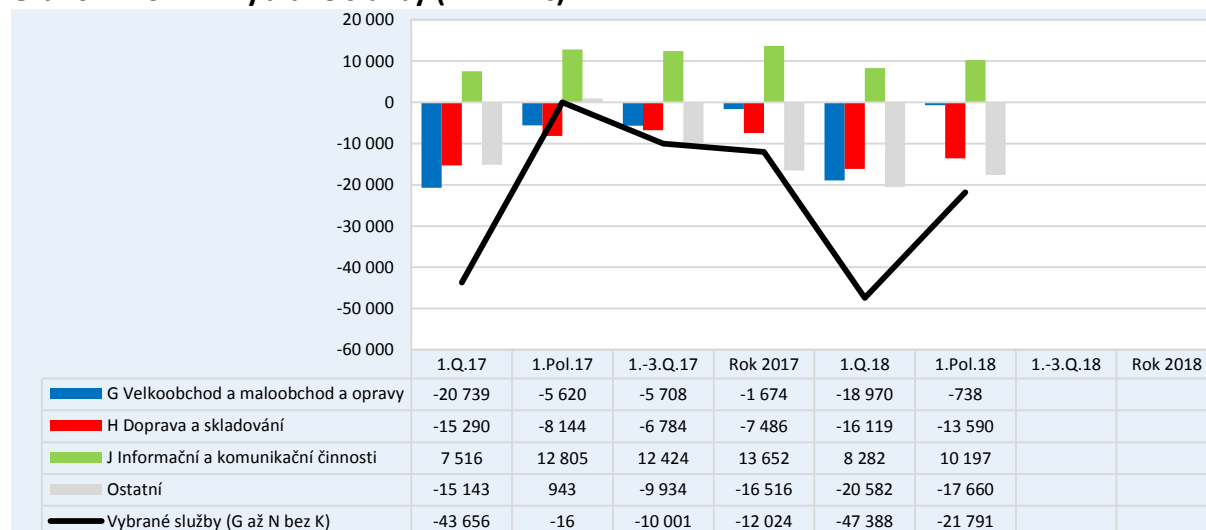 20 000
10 000
0
-10 000
-20 000
-30 000
-40 000
-50 000
-60 000
1.Q.17 1.Pol.17 1.-3.Q.17 Rok 2017 1.Q.18 1.Pol.18 1.-3.Q.18 Rok 2018
G Velkoobchod a maloobchod a opravy -20 739 -5 620 -5 708 -1 674 -18 970 -738
H Doprava a skladování -15 290 -8 144 -6 784 -7 486 -16 119 -13 590
J Informační a komunikační činnosti 7 516 12 805 12 424 13 652 8 282 10 197
Ostatní -15 143 943 -9 934 -16 516 -20 582 -17 660
Vybrané služby (G až N bez K) -43 656 -16 -10 001 -12 024 -47 388 -21 791